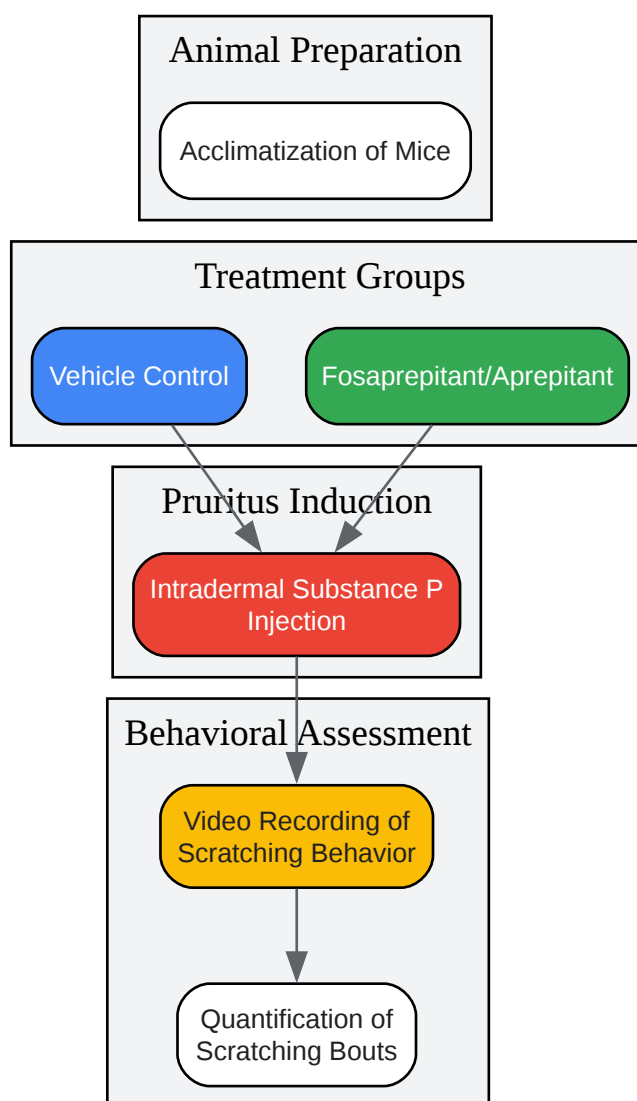 Animal Preparation
Acclimatization of Mice
Treatment Groups
Vehicle Control
Fosaprepitant/Aprepitant
Pruritus Induction
Intradermal Substance P
Injection
Behavioral Assessment
Video Recording of
Scratching Behavior
Quantification of
Scratching Bouts